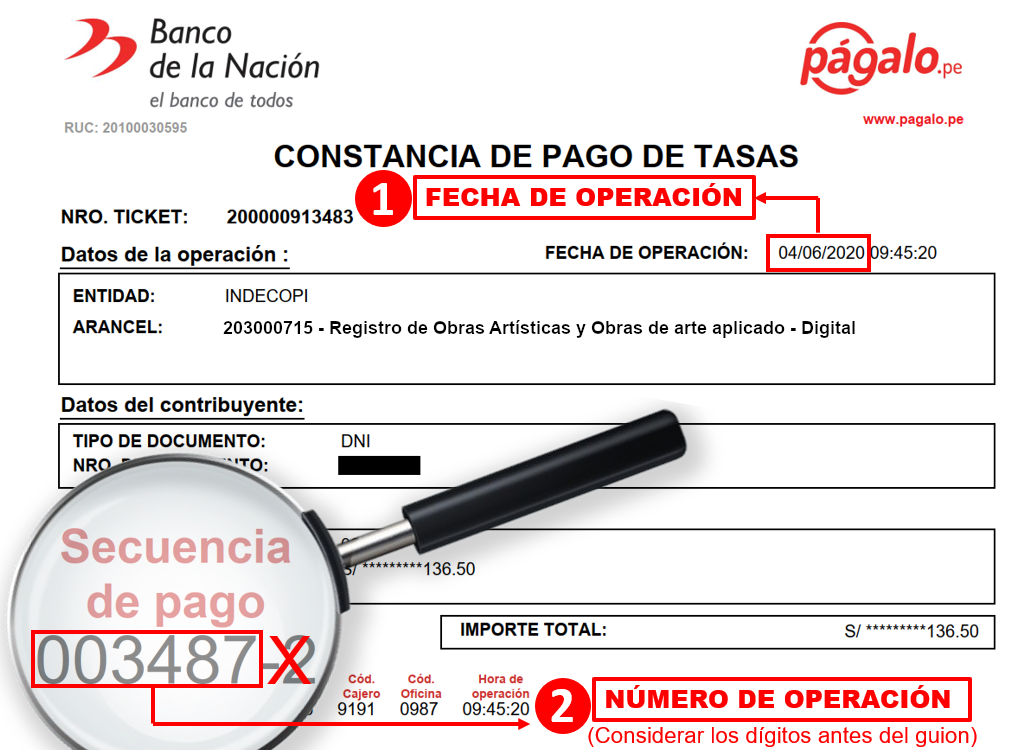 Banco
de la Nación
el banco de todos
RUC: 20100030595
págalo.pe
www.pagalo.pe
CONSTANCIA DE PAGO DE TASAS
1 FECHA DE OPERACIÓN
NRO. TICKET: 200000913483
Datos de la operación :
FECHA DE OPERACIÓN: 04/06/2020 09:45:20
ENTIDAD: INDECOPI
ARANCEL: 203000715 - Registro de Obras Artísticas y Obras de arte aplicado - Digital
Datos del contribuyente:
TIPO DE DOCUMENTO: DNI
NRO.
Secuencia
de pago
S/ *********136.50
003487-2
X
IMPORTE TOTAL: S/ *********136.50
Cód. Cajero
9191
Cód. Oficina
0987
Hora de operación
09:45:20
2 NÚMERO DE OPERACIÓN
(Considerar los dígitos antes del guion)